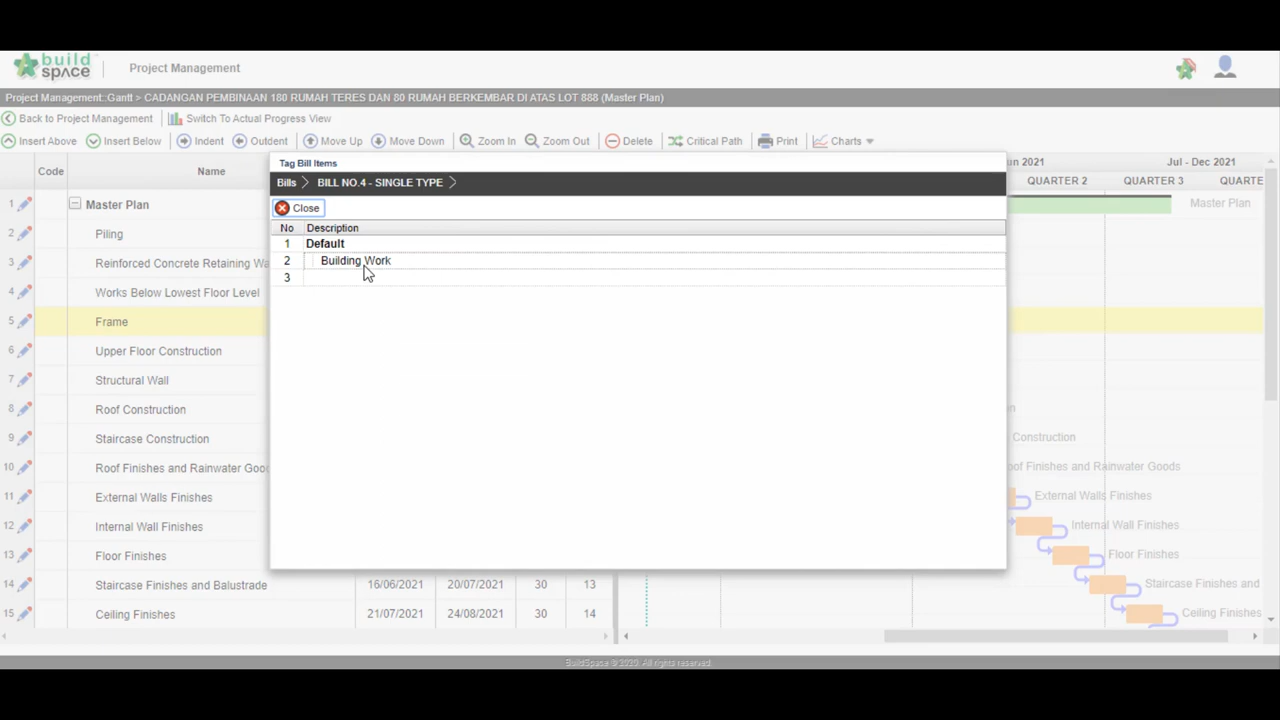 build space
Project Management
Project Management::Gantt > CADANGAN PEMBINAAN 180 RUMAH TERES DAN 80 RUMAH BERKEMBAR DI ATAS LOT 888 (Master Plan)
Back to Project Management Switch To Actual Progress View
Insert Above Insert Below Indent Outdent Move Up Move Down Zoom In Zoom Out Delete Critical Path Print Charts
Tag Bill Items
Bills BILL NO.4 - SINGLE TYPE
Close
No Description
1 Default
2 Building Work
3
Code Name
2021 Jul - Dec 2021
QUARTER 2 QUARTER 3 QUARTE
1 Master Plan Master Plan
2 Piling
3 Reinforced Concrete Retaining
4 Works Below Lowest Floor Level
5 Frame
6 Upper Floor Construction
7 Structural Wall
8 Roof Construction
9 Staircase Construction Construction
10 Roof Finishes and Rainwater Goo oof Finishes and Rainwater Goods
11 External Walls Finishes External Walls Finishes
12 Internal Wall Finishes Internal Wall Finishes
13 Floor Finishes Floor Finishes
14 Staircase Finishes and Balustrade 16/06/2021 20/07/2021 30 13 Staircase Finishes and
15 Ceiling Finishes 21/07/2021 24/08/2021 30 14 Ceiling Finishes
BuildSpace © 2020. All rights reserved.